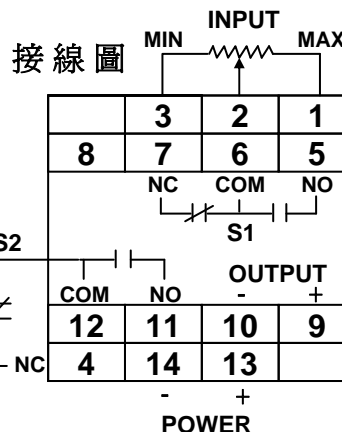 INPUT
接線圖 MIN MAX
3 2 1
8 7 6 5
NC COM NO
S1
S2
OUTPUT
COM NO - +
12 11 10 9
NC 4 14 13
- +
POWER